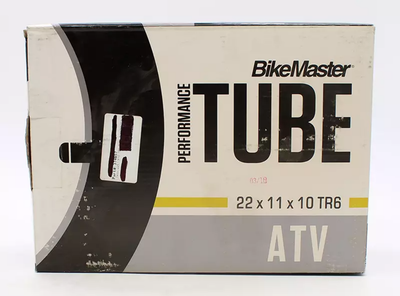 BikeMaster
PERFORMANCE
TUBE
22 x 11 x 10 TR6
ATV